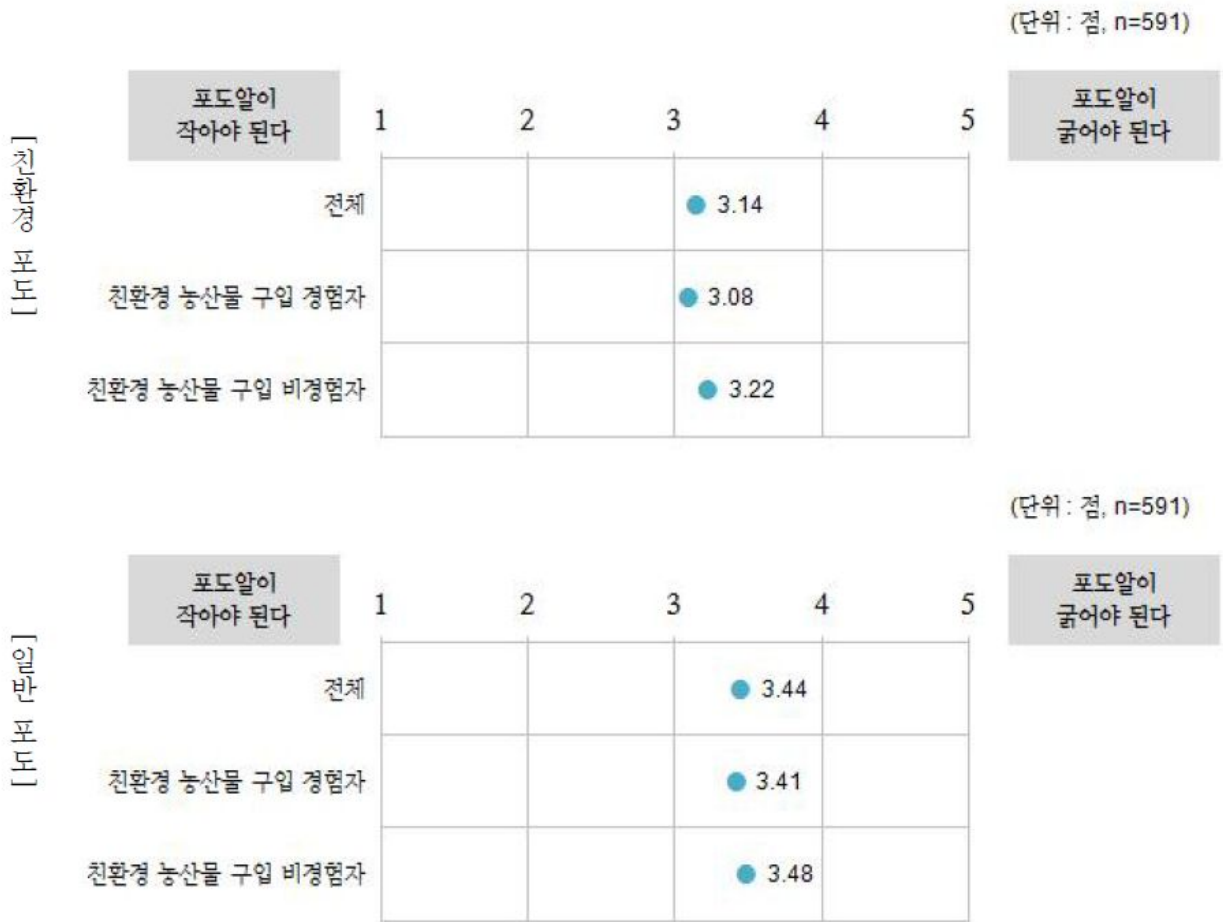 (단위 : 점, n=591)
[친환경 포도]
포도알이
작아야 된다
1 2 3 4 5
포도알이
굵어야 된다
전체 3.14
친환경 농산물 구입 경험자 3.08
친환경 농산물 구입 비경험자 3.22
(단위 : 점, n=591)
[일반 포도]
포도알이
작아야 된다
1 2 3 4 5
포도알이
굵어야 된다
전체 3.44
친환경 농산물 구입 경험자 3.41
친환경 농산물 구입 비경험자 3.48